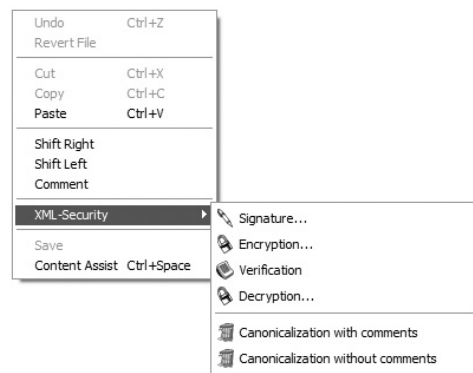 Undo Ctrl+Z
Revert File
Cut Ctrl+X
Copy Ctrl+C
Paste Ctrl+V
Shift Right
Shift Left
Comment
XML-Security
Save
Content Assist Ctrl+Space
Signature...
Encryption...
Verification
Decryption...
Canonicalization with comments
Canonicalization without comments